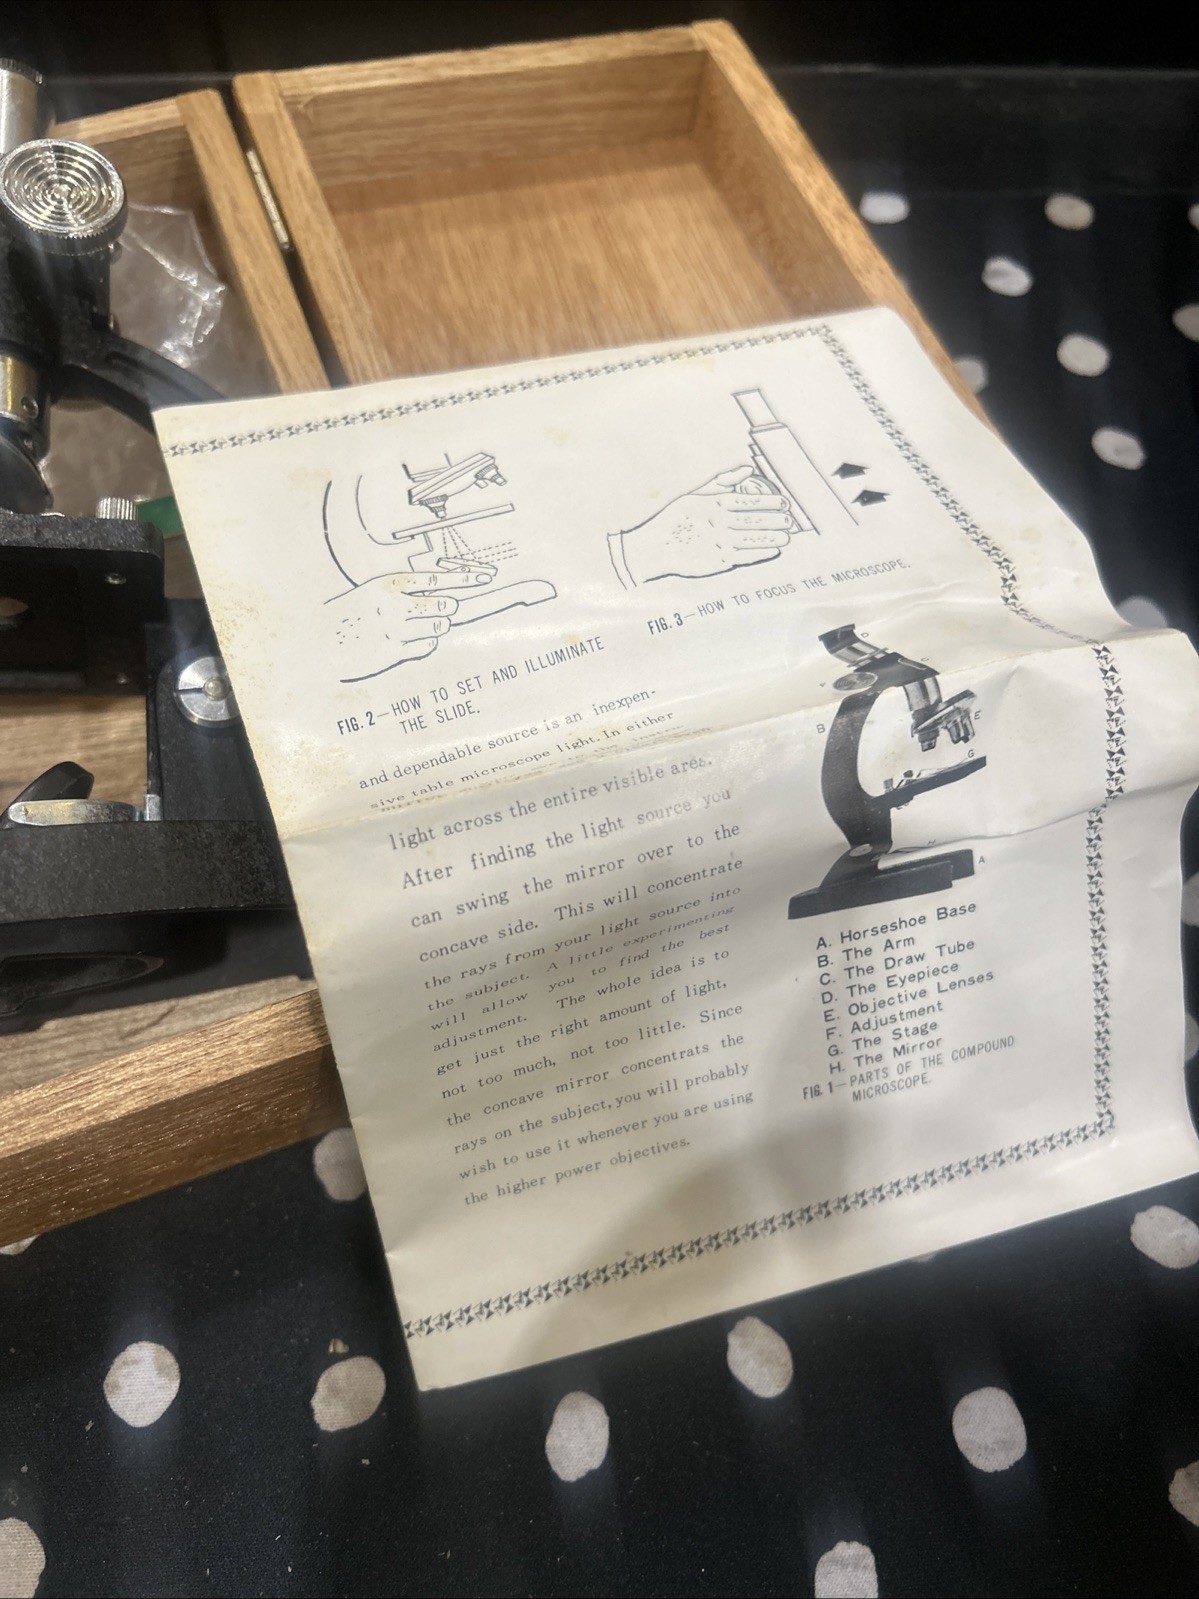 FIG. 2—HOW TO SET AND ILLUMINATE
THE SLIDE.
FIG. 3—HOW TO FOCUS THE MICROSCOPE.
and dependable source is an inexpen-
sive table microscope light. In either
light across the entire visible area.
After finding the light source you
can swing the mirror over to the
concave side. This will concentrate
the rays from your light source into
the subject. A little experimenting
will allow you to find the best
adjustment. The whole idea is to
get just the right amount of light,
not too much, not too little. Since
the concave mirror concentrats the
rays on the subject, you will probably
wish to use it whenever you are using
the higher power objectives.
D
C
F
B
E
G
H
A
A. Horseshoe Base
B. The Arm
C. The Draw Tube
D. The Eyepiece
E. Objective Lenses
F. Adjustment
G. The Stage
H. The Mirror
FIG. 1—PARTS OF THE COMPOUND
MICROSCOPE.